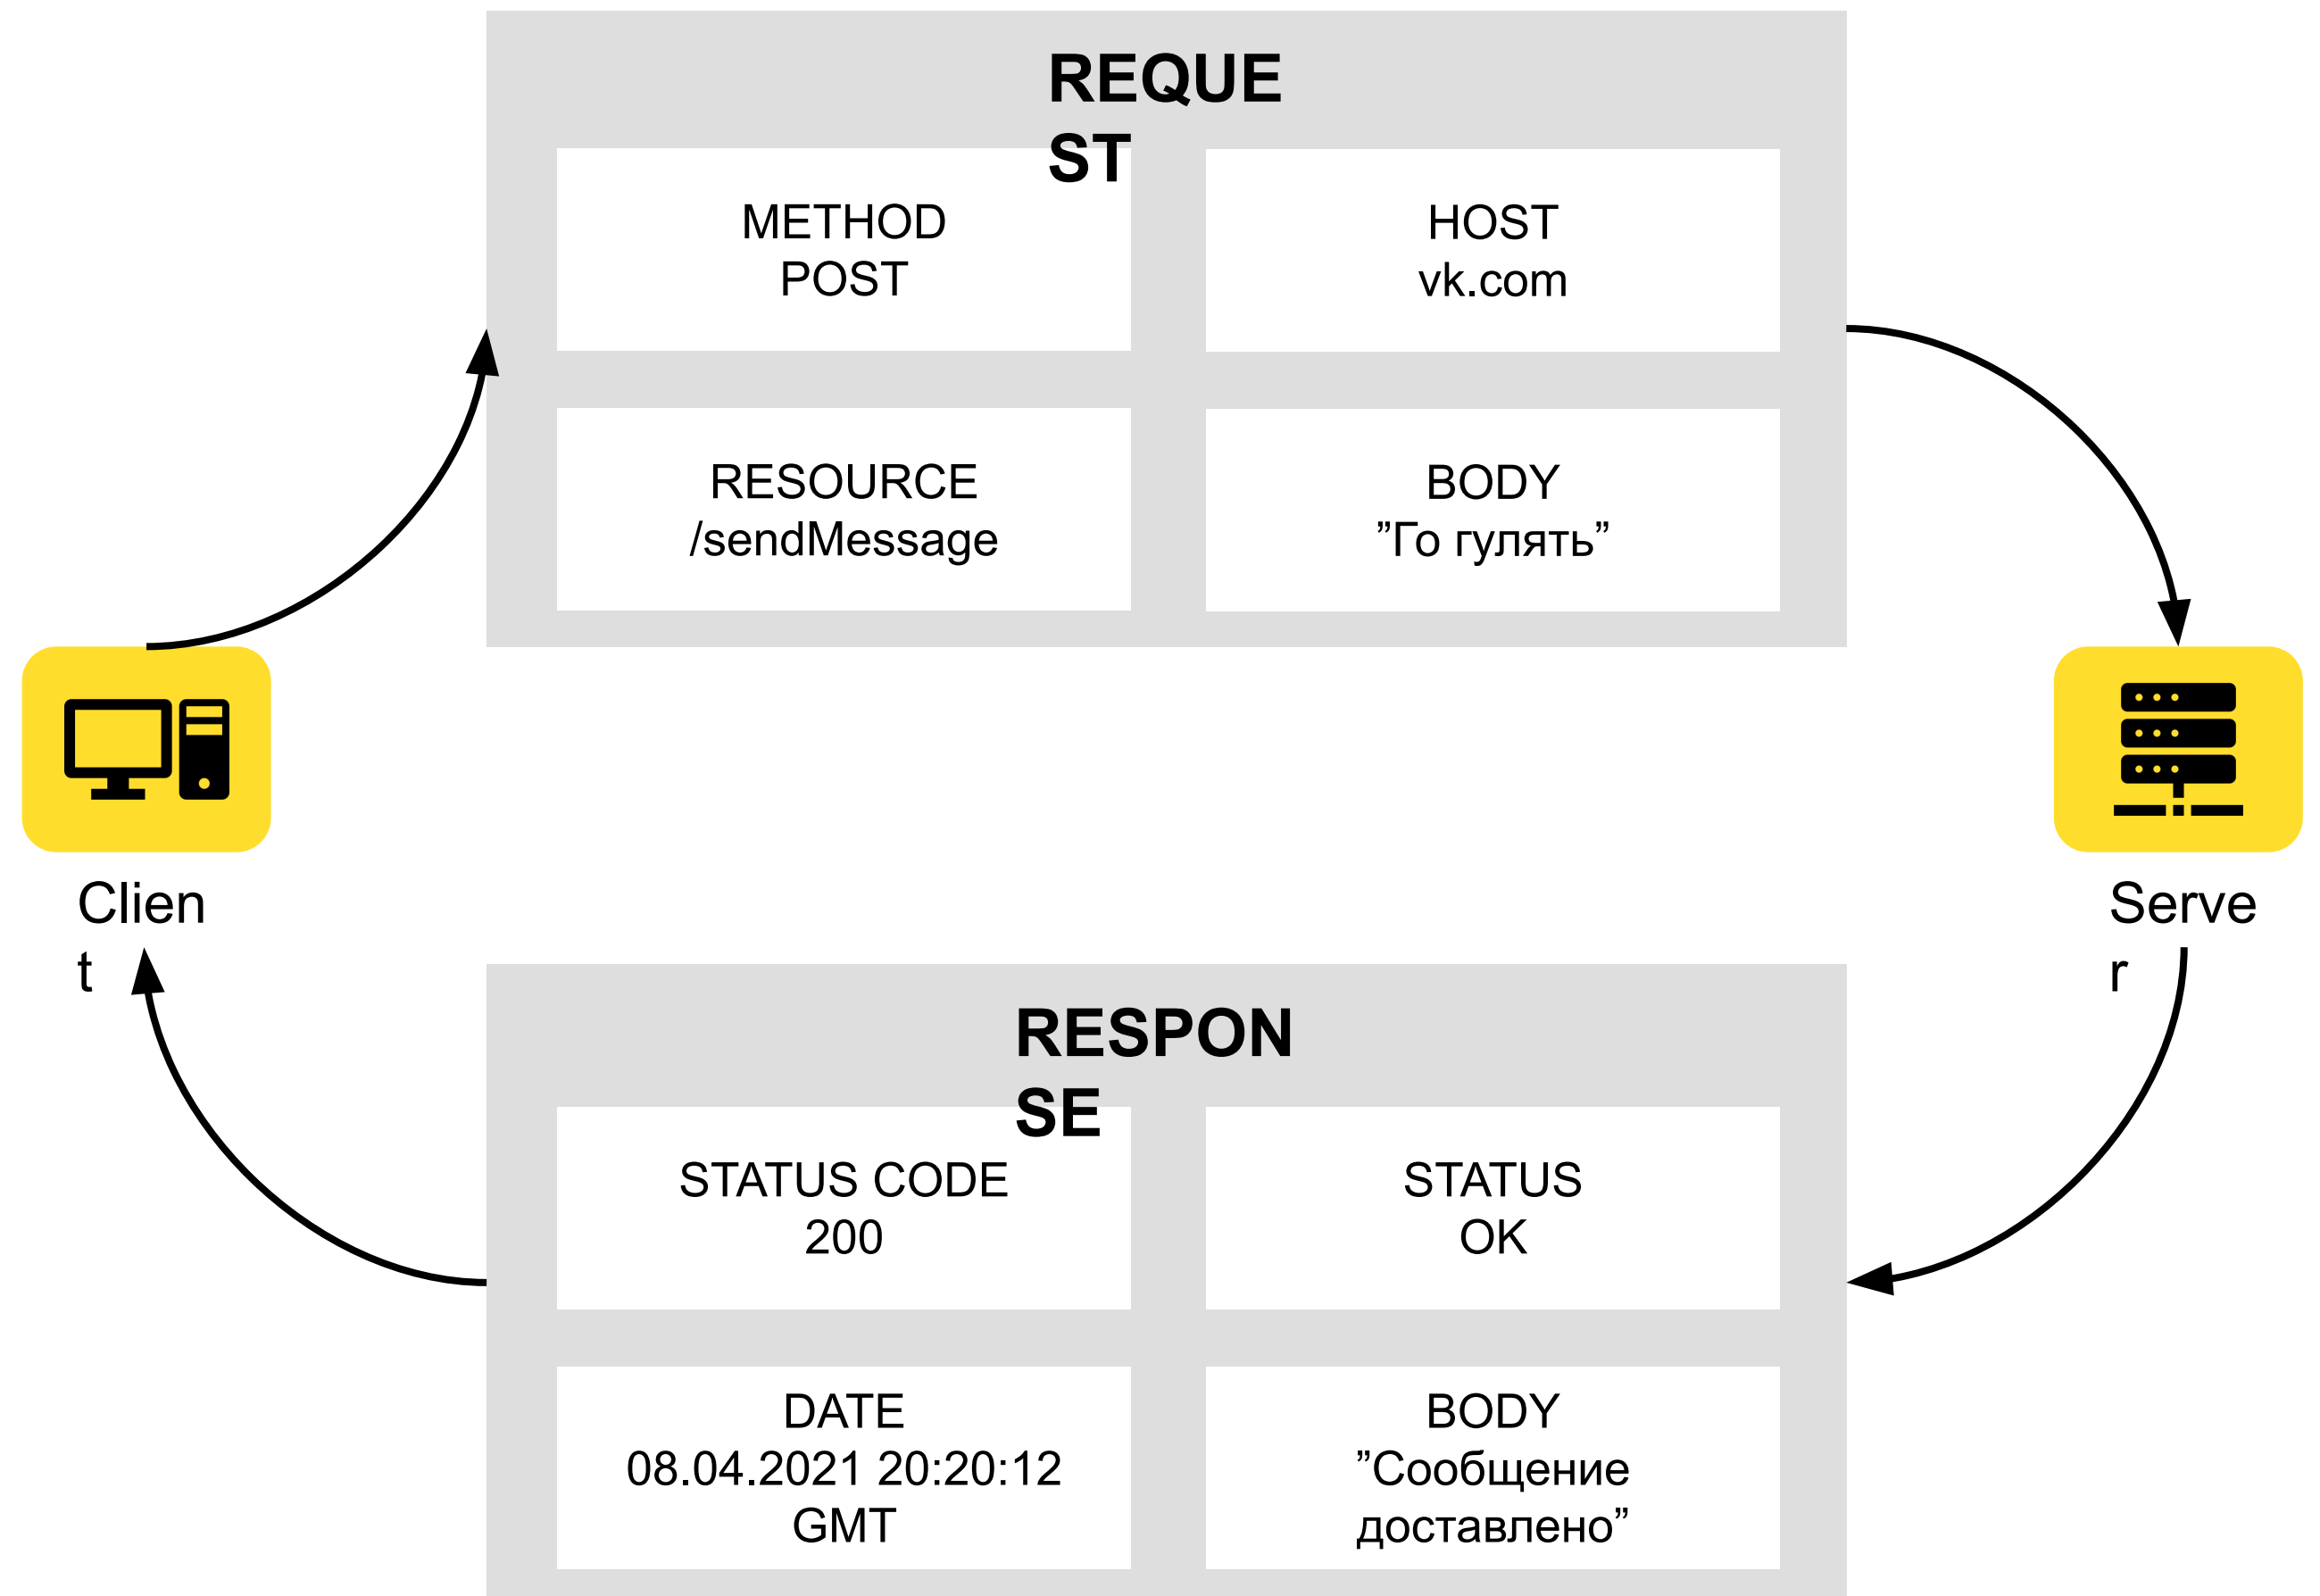 REQUE
ST
METHOD
POST
HOST
vk.com
RESOURCE
/sendMessage
BODY
”Го гулять”
Clien
t
Serve
r
RESPON
SE
STATUS CODE
200
STATUS
OK
DATE
08.04.2021 20:20:12
GMT
BODY
”Сообщение
доставлено”